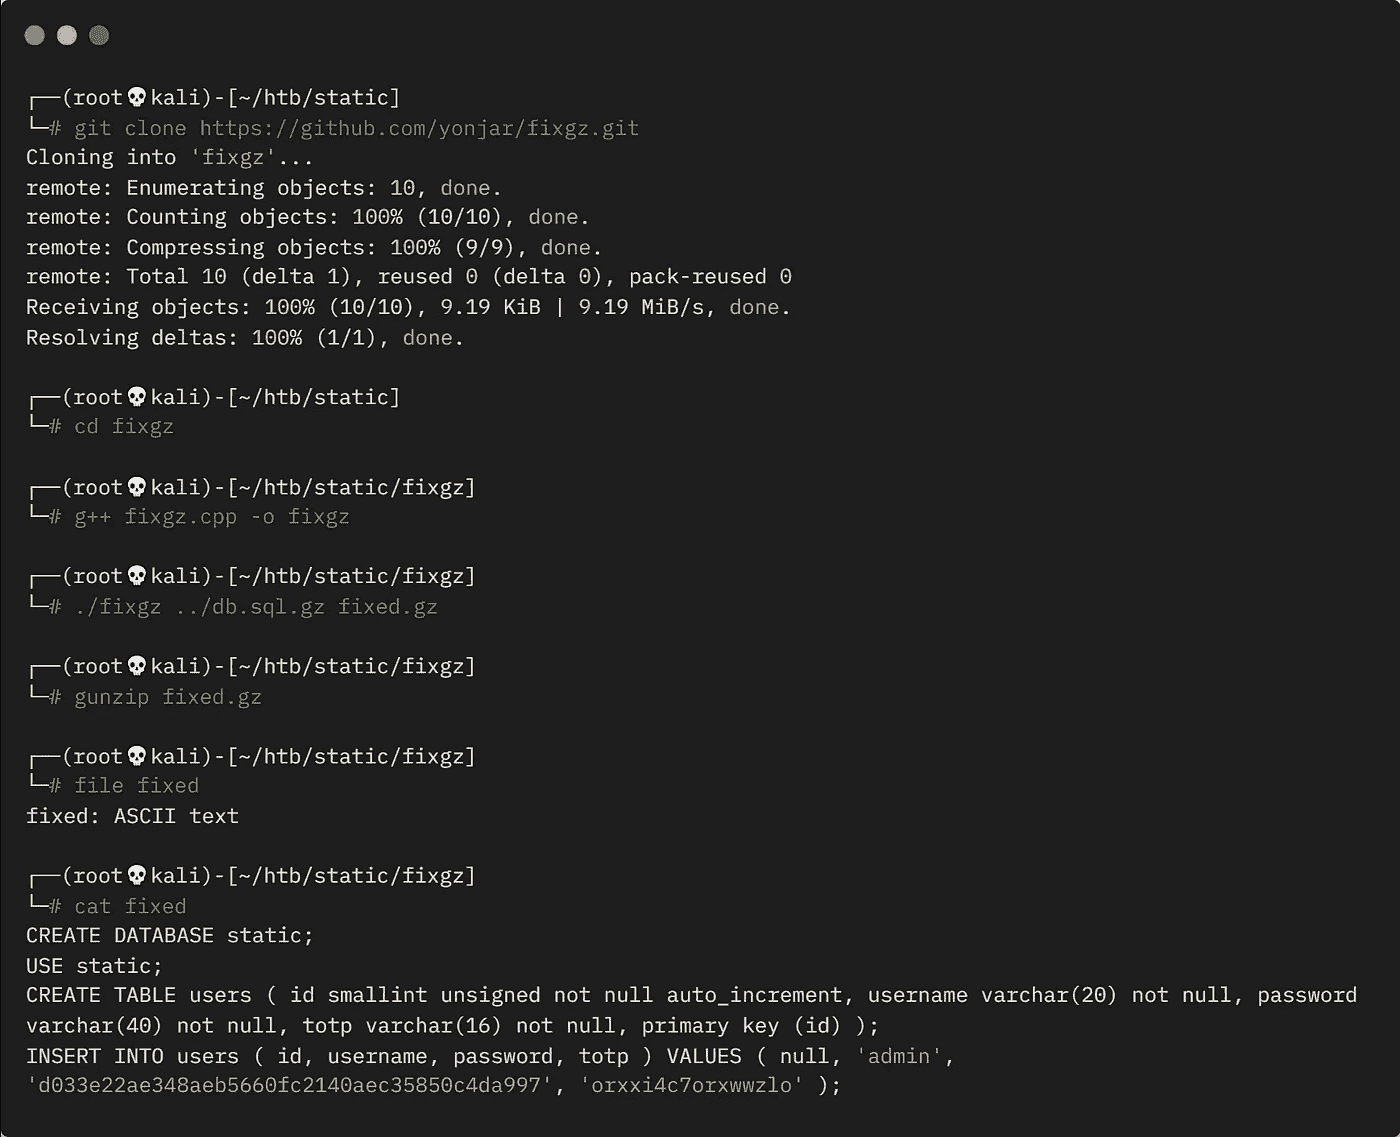 ┌──(root💀kali)-[~/htb/static]
└─# git clone https://github.com/yonjar/fixgz.git
Cloning into 'fixgz'...
remote: Enumerating objects: 10, done.
remote: Counting objects: 100% (10/10), done.
remote: Compressing objects: 100% (9/9), done.
remote: Total 10 (delta 1), reused 0 (delta 0), pack-reused 0
Receiving objects: 100% (10/10), 9.19 KiB | 9.19 MiB/s, done.
Resolving deltas: 100% (1/1), done.
┌──(root💀kali)-[~/htb/static]
└─# cd fixgz
┌──(root💀kali)-[~/htb/static/fixgz]
└─# g++ fixgz.cpp -o fixgz
┌──(root💀kali)-[~/htb/static/fixgz]
└─# ./fixgz ../db.sql.gz fixed.gz
┌──(root💀kali)-[~/htb/static/fixgz]
└─# gunzip fixed.gz
┌──(root💀kali)-[~/htb/static/fixgz]
└─# file fixed
fixed: ASCII text
┌──(root💀kali)-[~/htb/static/fixgz]
└─# cat fixed
CREATE DATABASE static;
USE static;
CREATE TABLE users ( id smallint unsigned not null auto_increment, username varchar(20) not null, password
varchar(40) not null, totp varchar(16) not null, primary key (id) );
INSERT INTO users ( id, username, password, totp ) VALUES ( null, 'admin',
'd033e22ae348aeb5660fc2140aec35850c4da997', 'orxxi4c7orxwwzlo' );